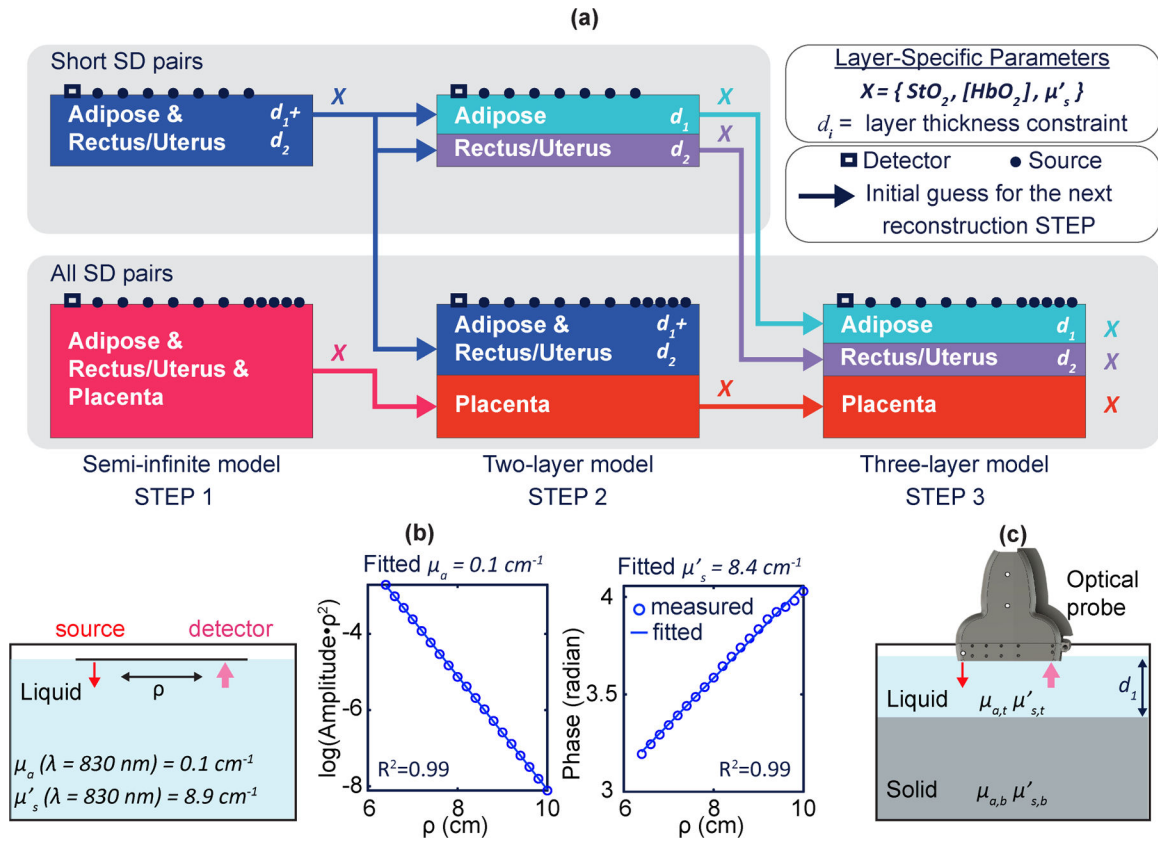 (a)
Short SD pairs
Adipose &
Rectus/Uterus
d1+
d2
X
Adipose
d1
Rectus/Uterus
d2
X
X
Layer-Specific Parameters
X = { StO2 , [HbO2] , μ's }
di = layer thickness constraint
Detector
Source
Initial guess for the next
reconstruction STEP
All SD pairs
Adipose &
Rectus/Uterus &
Placenta
X
Adipose &
Rectus/Uterus
d1+
d2
Placenta
X
Adipose
d1
X
Rectus/Uterus
d2
X
Placenta
X
Semi-infinite model
STEP 1
Two-layer model
STEP 2
Three-layer model
STEP 3
(b)
source
detector
ρ
Liquid
μa (λ = 830 nm) = 0.1 cm-1
μ's (λ = 830 nm) = 8.9 cm-1
Fitted μa = 0.1 cm-1
log(Amplitude•ρ2)
-4
-6
-8
R2=0.99
6
8
10
ρ (cm)
Fitted μ's = 8.4 cm-1
measured
fitted
Phase (radian)
4
3.5
3
R2=0.99
6
8
10
ρ (cm)
(c)
Optical
probe
Liquid
μa,t μ's,t
d1
Solid
μa,b μ's,b